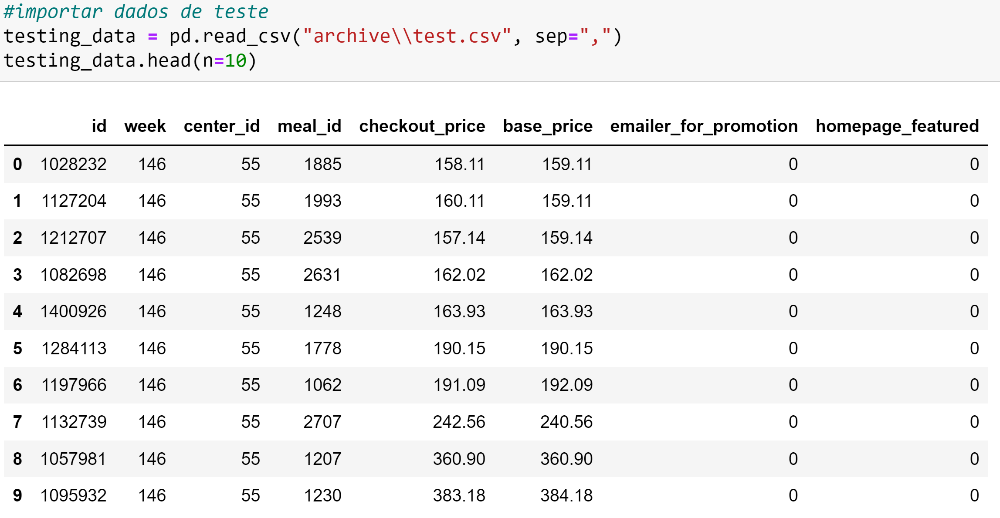 #importar dados de teste
testing_data = pd.read_csv("archive\\test.csv", sep=",")
testing_data.head(n=10)
id week center_id meal_id checkout_price base_price emailer_for_promotion homepage_featured
0 1028232 146 55 1885 158.11 159.11 0 0
1 1127204 146 55 1993 160.11 159.11 0 0
2 1212707 146 55 2539 157.14 159.14 0 0
3 1082698 146 55 2631 162.02 162.02 0 0
4 1400926 146 55 1248 163.93 163.93 0 0
5 1284113 146 55 1778 190.15 190.15 0 0
6 1197966 146 55 1062 191.09 192.09 0 0
7 1132739 146 55 2707 242.56 240.56 0 0
8 1057981 146 55 1207 360.90 360.90 0 0
9 1095932 146 55 1230 383.18 384.18 0 0